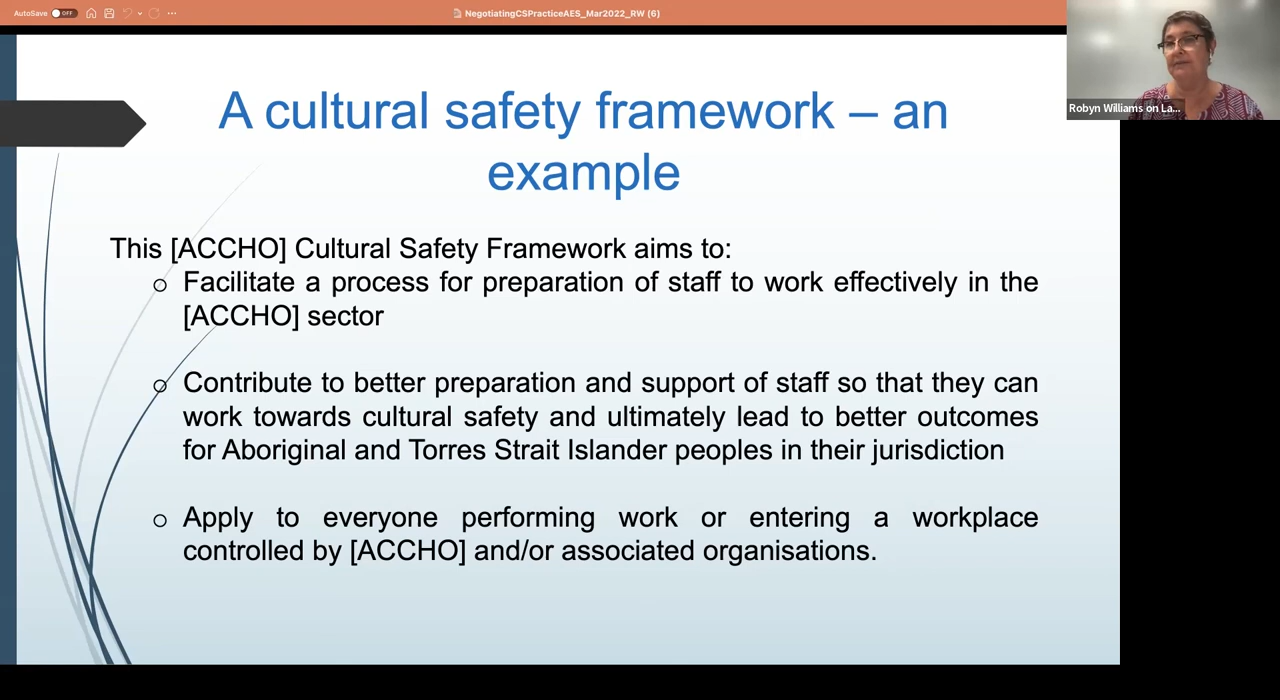 AutoSave OFF
NegotiatingCSPracticeAES_Mar2022_RW (6)
Robyn Williams on La...
A cultural safety framework – an
example
This [ACCHO] Cultural Safety Framework aims to:
o Facilitate a process for preparation of staff to work effectively in the
[ACCHO] sector
o Contribute to better preparation and support of staff so that they can
work towards cultural safety and ultimately lead to better outcomes
for Aboriginal and Torres Strait Islander peoples in their jurisdiction
o Apply to everyone performing work or entering a workplace
controlled by [ACCHO] and/or associated organisations.